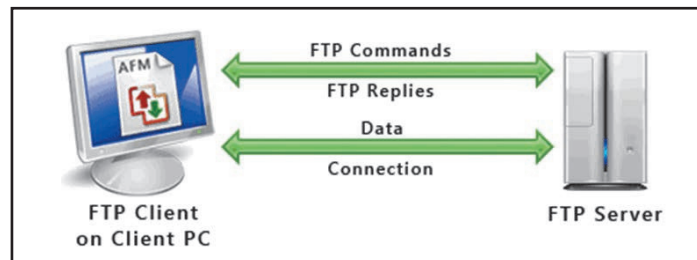 AFM
FTP Commands
FTP Replies
Data
Connection
FTP Client
on Client PC
FTP Server